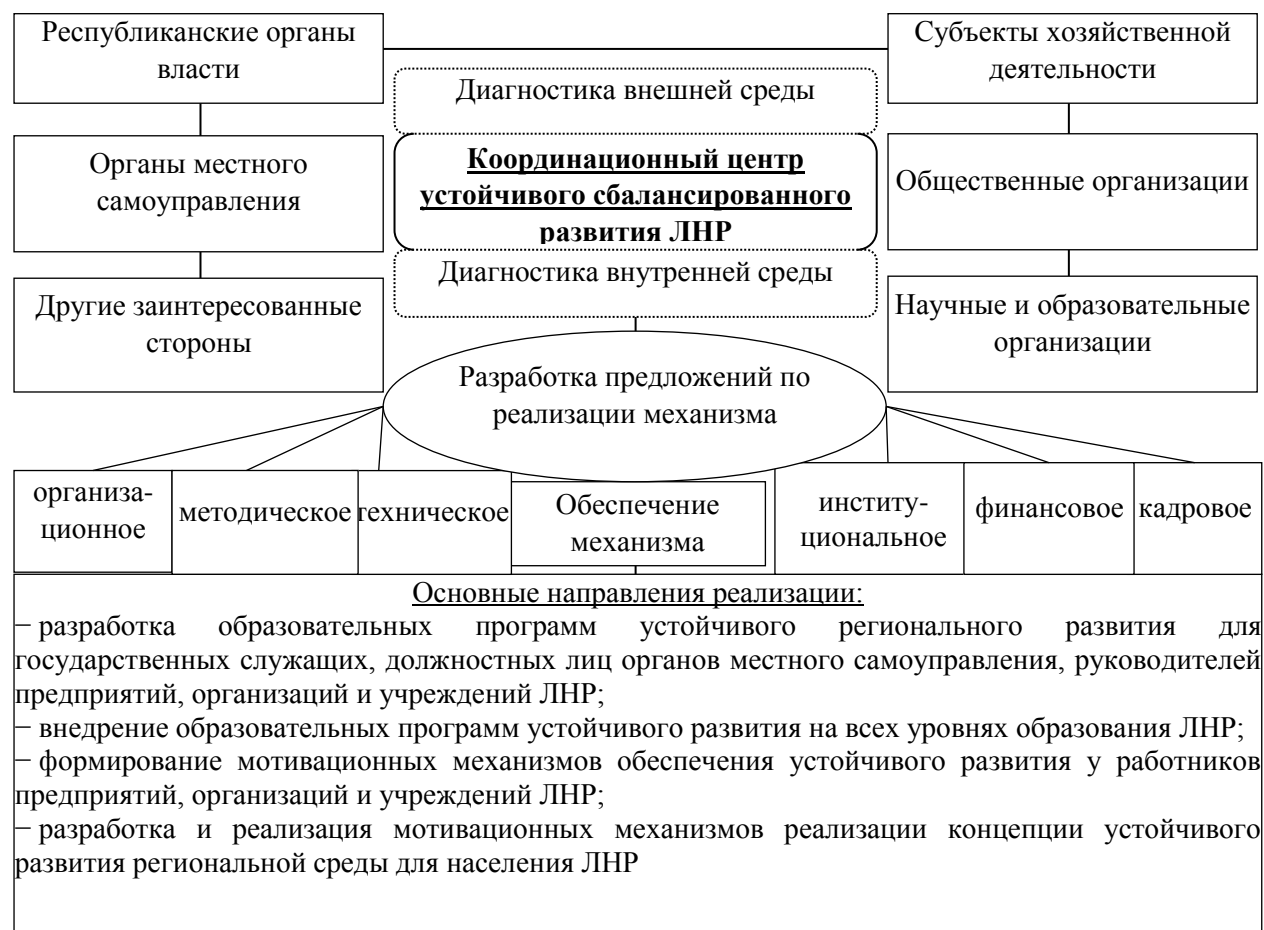 Республиканские органы
власти
Субъекты хозяйственной
деятельности
Диагностика внешней среды
Органы местного
самоуправления
Координационный центр
устойчивого сбалансированного
развития ЛНР
Общественные организации
Диагностика внутренней среды
Другие заинтересованные
стороны
Научные и образовательные
организации
Разработка предложений по
реализации механизма
организа-
ционное
методическое
техническое
Обеспечение
механизма
институ-
циональное
финансовое
кадровое
Основные направления реализации:
− разработка образовательных программ устойчивого регионального развития для
государственных служащих, должностных лиц органов местного самоуправления, руководителей
предприятий, организаций и учреждений ЛНР;
− внедрение образовательных программ устойчивого развития на всех уровнях образования ЛНР;
− формирование мотивационных механизмов обеспечения устойчивого развития у работников
предприятий, организаций и учреждений ЛНР;
− разработка и реализация мотивационных механизмов реализации концепции устойчивого
развития региональной среды для населения ЛНР